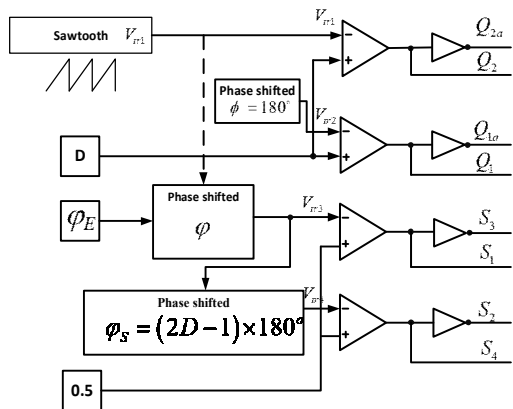 Sawtooth V_tr1
V_tr1
Q_2a
Q_2
Phase shifted
ϕ = 180°
V_tr2
Q_1a
Q_1
D
Phase shifted
φ
φ_E
V_tr3
S_3
S_1
Phase shifted
φ_S = (2D−1)×180°
S_2
S_4
0.5